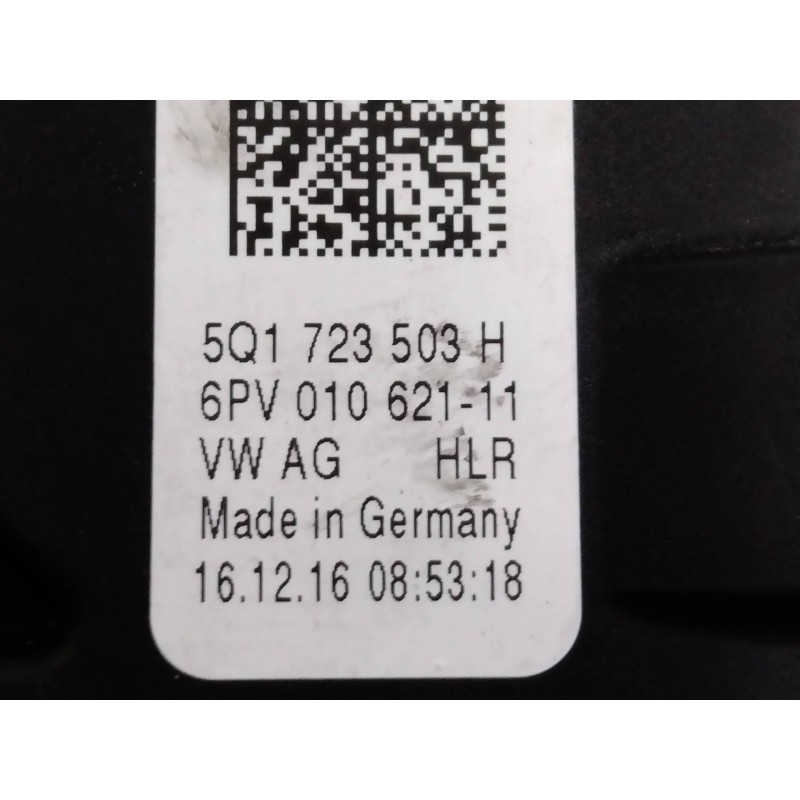 5Q1 723 503 H
6PV 010 621-11
VW AG HLR
Made in Germany
16.12.16 08:53:18